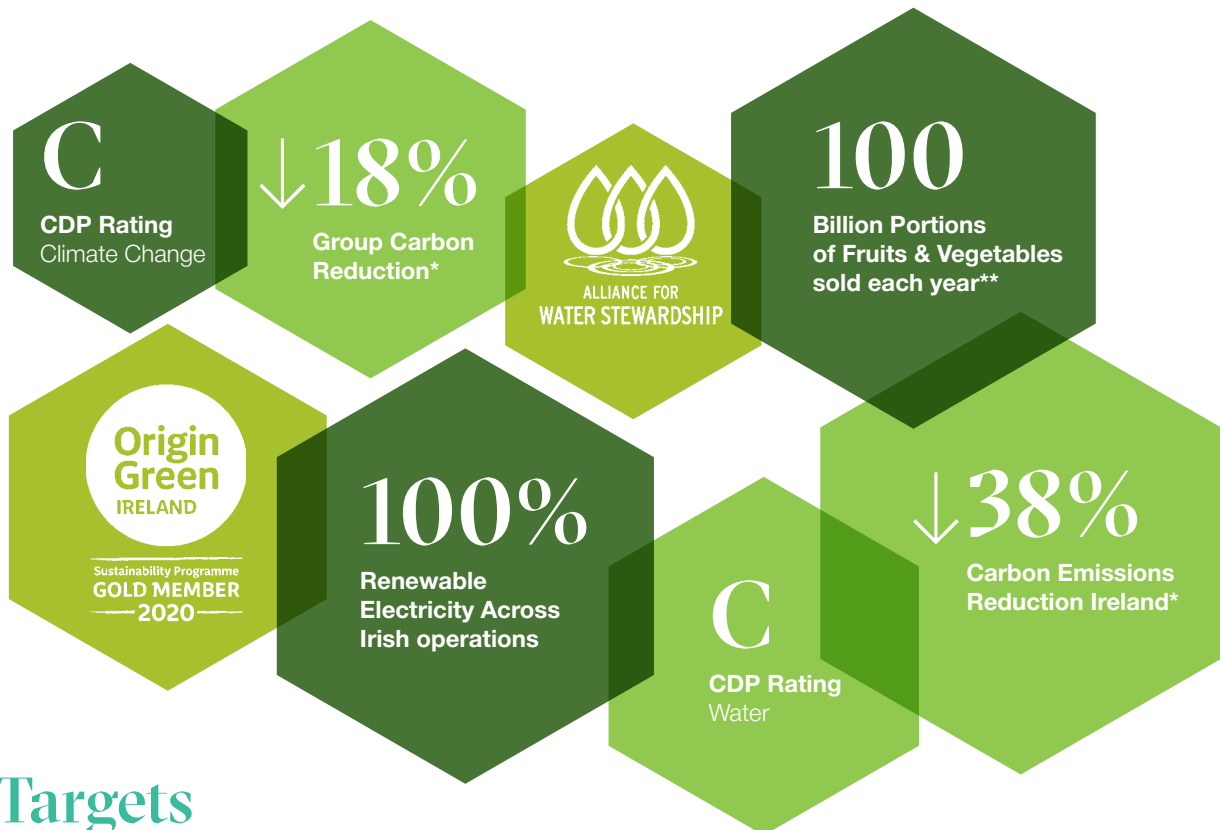 C
CDP Rating
Climate Change
↓18%
Group Carbon
Reduction*
ALLIANCE FOR
WATER STEWARDSHIP
100
Billion Portions
of Fruits & Vegetables
sold each year**
Origin
Green
IRELAND
Sustainability Programme
GOLD MEMBER
2020
100%
Renewable
Electricity Across
Irish operations
C
CDP Rating
Water
↓38%
Carbon Emissions
Reduction Ireland*
Targets